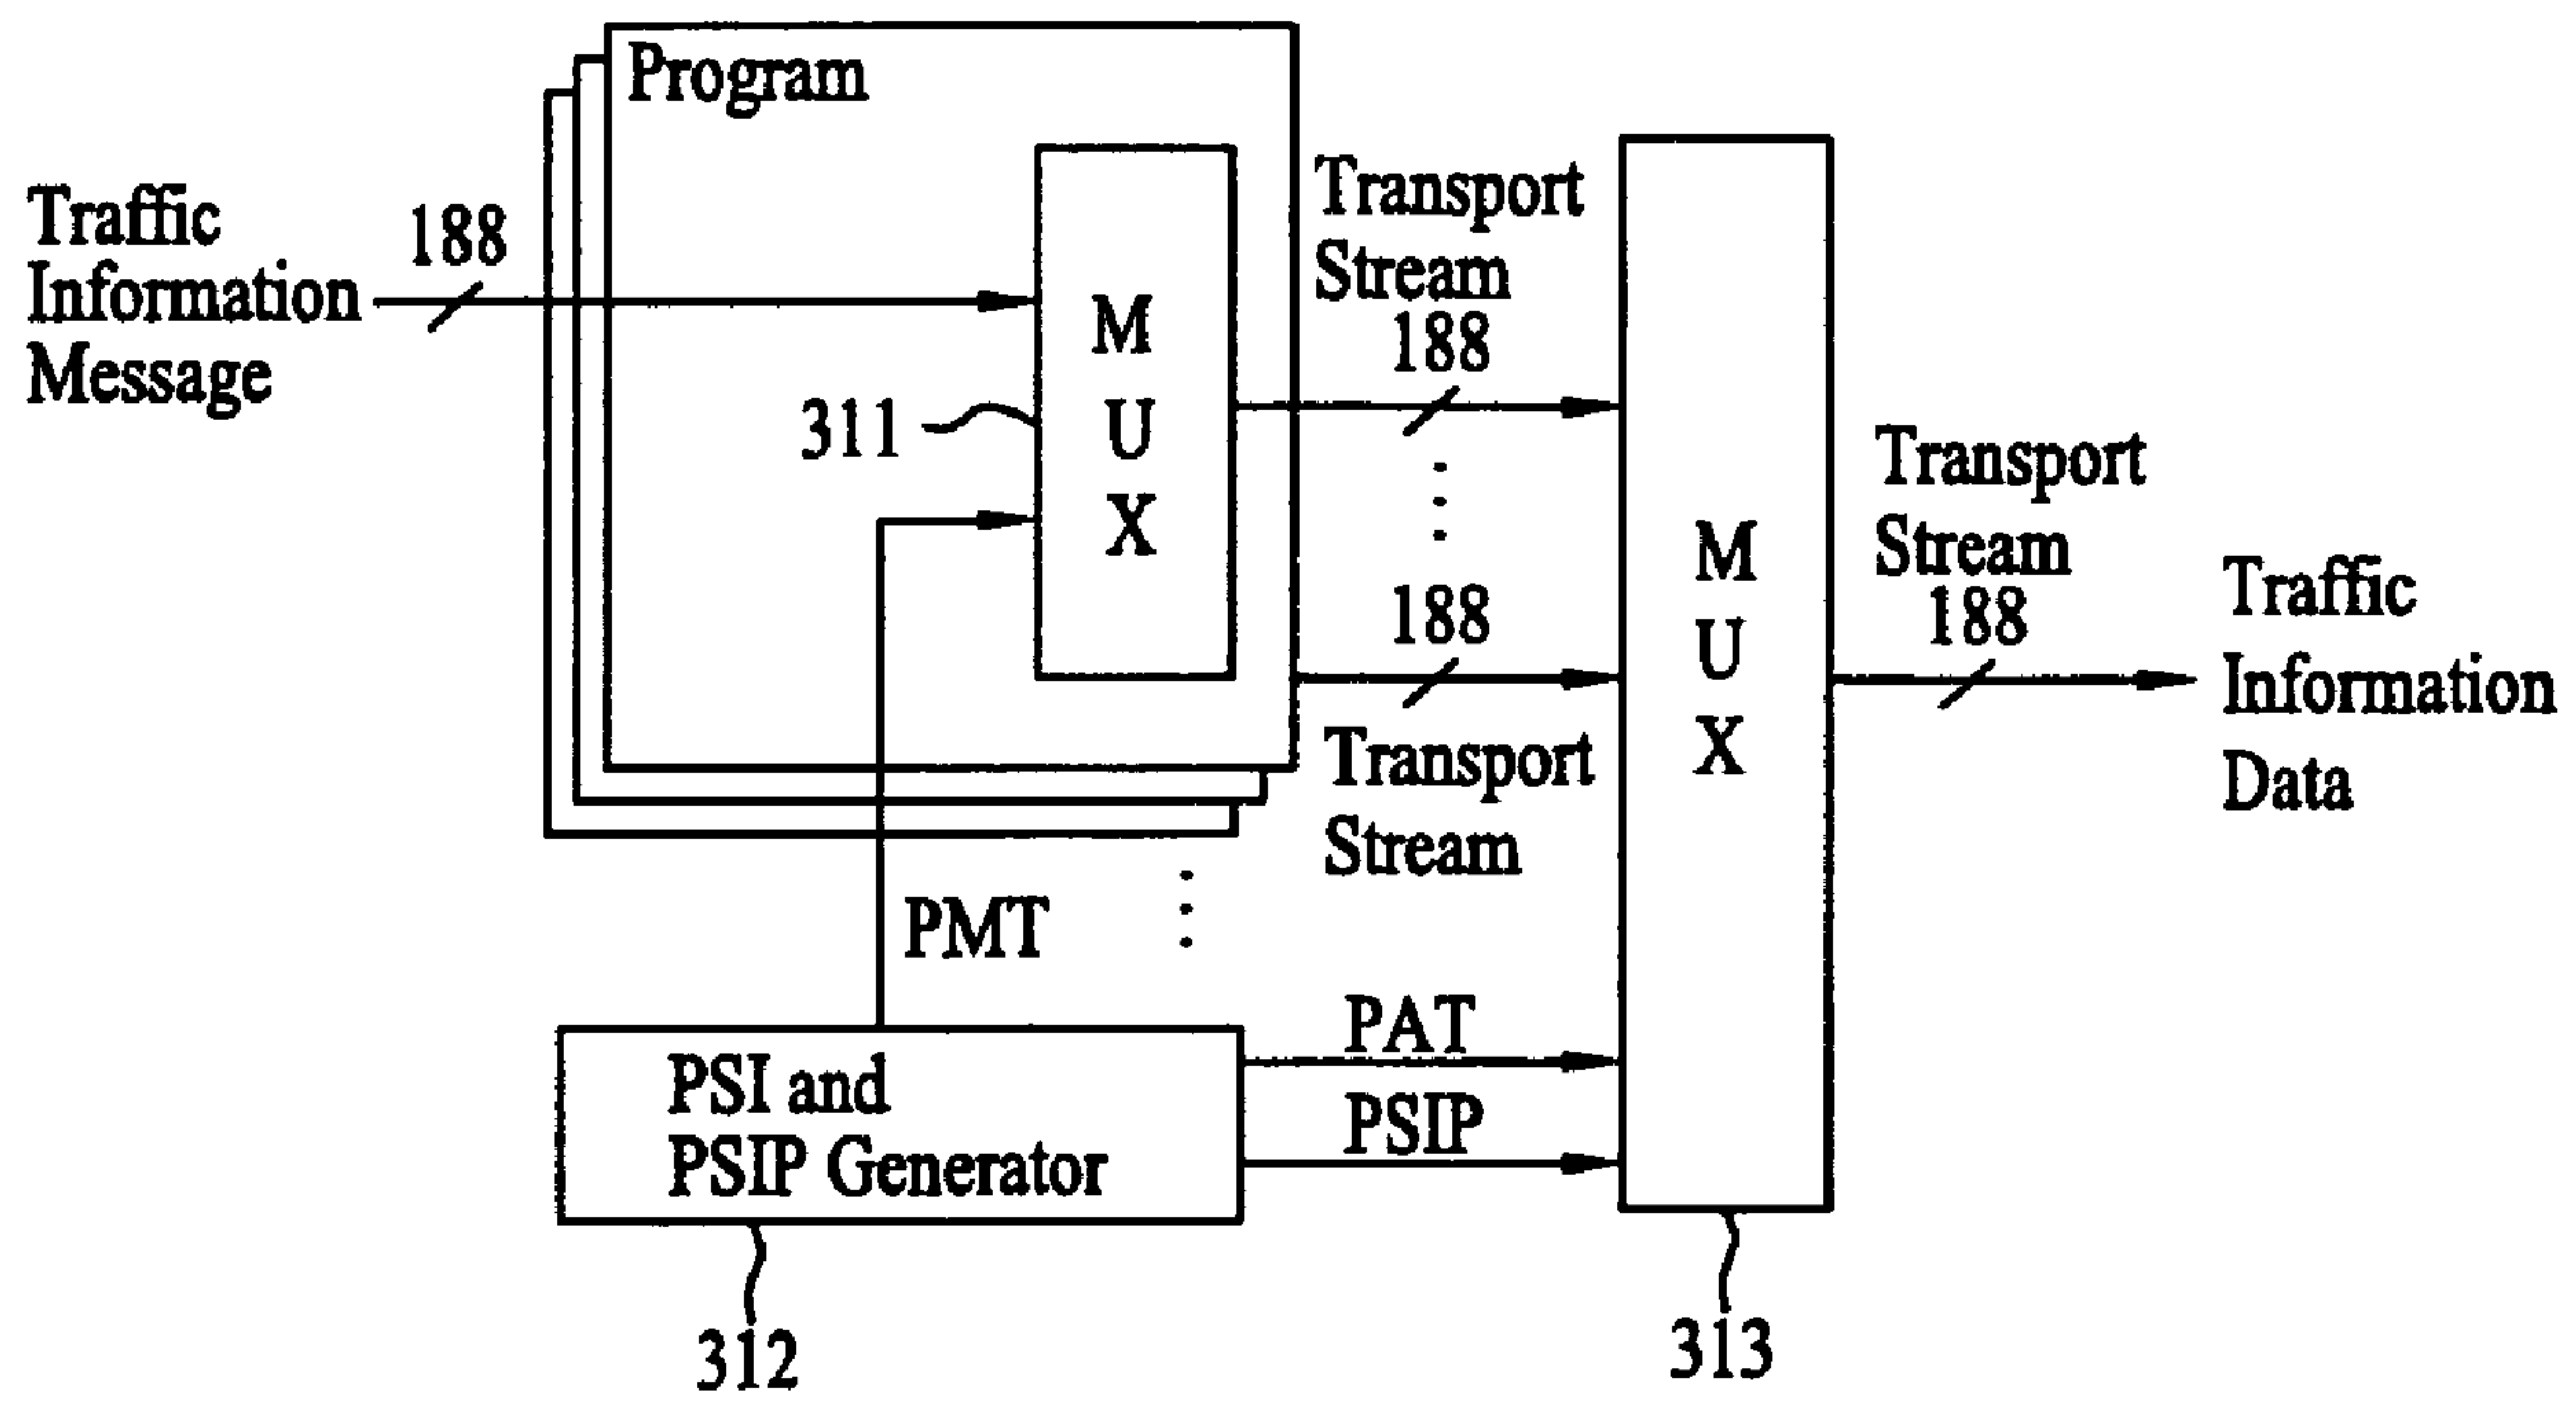 Program
Traffic
Information
Message
188
M
U
X
311
Transport
Stream
188
188
Transport
Stream
M
U
X
Transport
Stream
188
Traffic
Information
Data
PMT
PSI and
PSIP Generator
PAT
PSIP
312
313